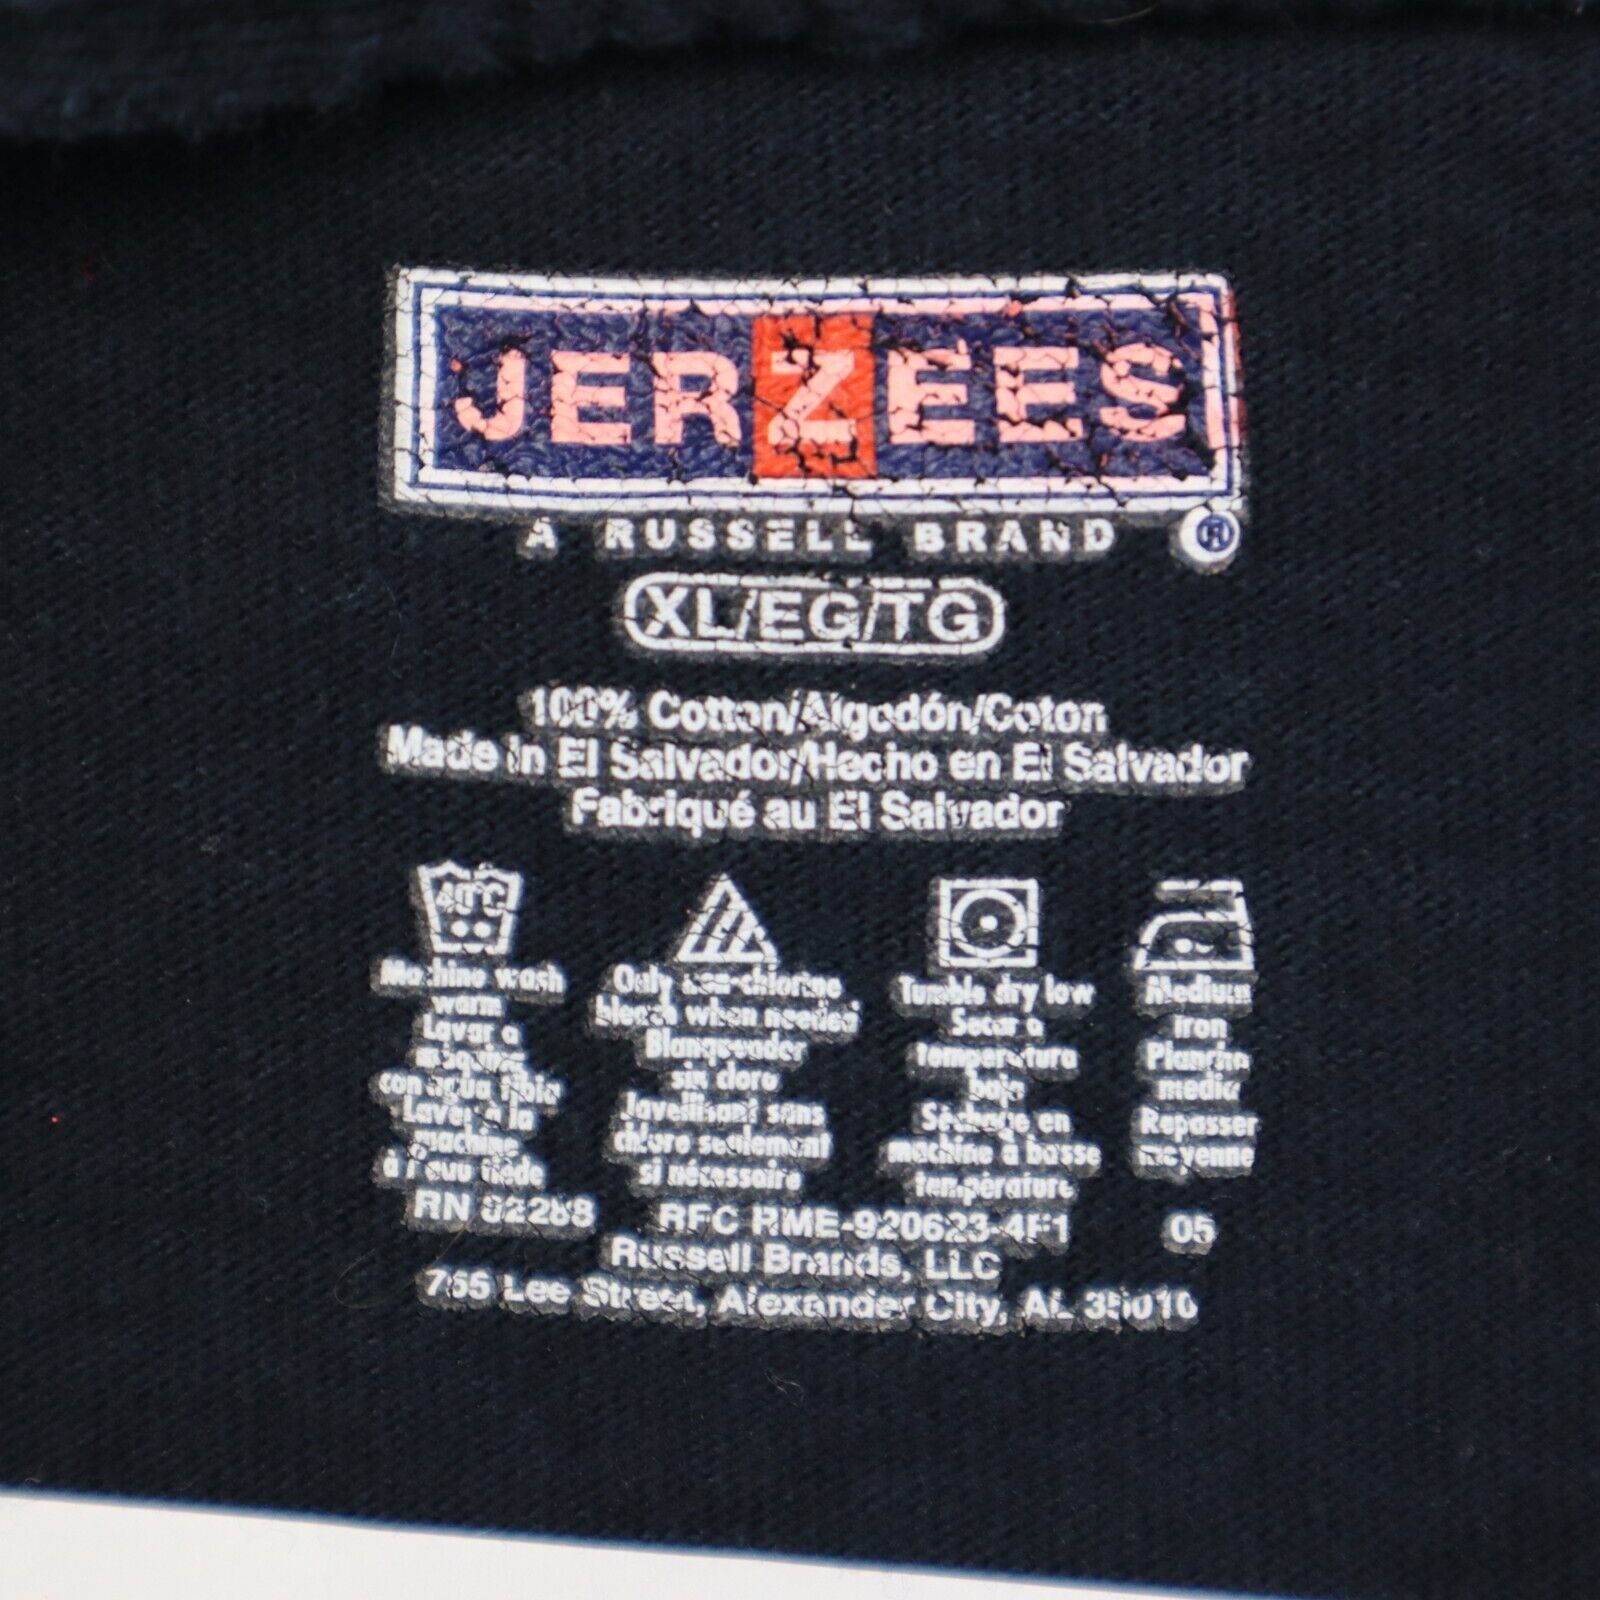 JERZEES
A RUSSELL BRAND ®
XL/EG/TG
100% Cotton/Algodón/Coton
Made in El Salvador/Hecho en El Salvador
Fabriqué au El Salvador
40°C
Machine wash
warm
Lavar a
máquina
con agua tibia
Laver à la
machine
à l'eau tiède
Only non-chlorine
bleach when needed
Blanqueador
sin cloro
Javellisant sans
chlore seulement
si nécessaire
Tumble dry low
Secar a
temperatura
baja
Séchage en
machine à basse
température
Medium
iron
Plancha
media
Repasser
moyenne
RN 92288 RFC RME-920623-4F1 05
Russell Brands, LLC
755 Lee Street, Alexander City, AL 35010